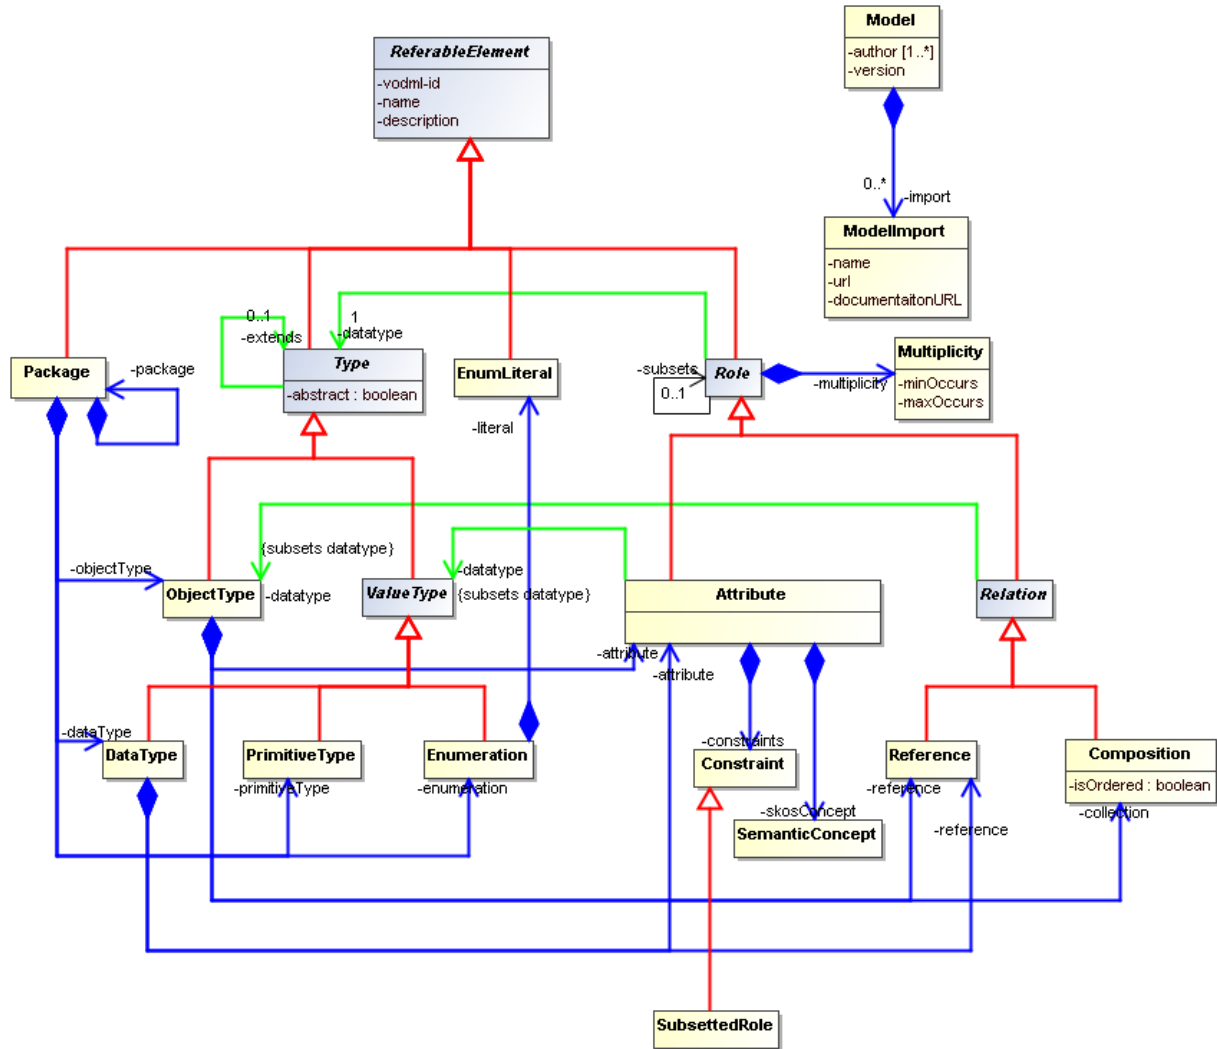 Model
-author [1..*]
-version
ReferableElement
-vodml-id
-name
-description
0..*
-import
ModelImport
-name
-url
-documentaitonURL
0..1
-extends
1
-datatype
Package
-package
Type
-abstract : boolean
EnumLiteral
-subsets
0..1
Role
-multiplicity
Multiplicity
-minOccurs
-maxOccurs
-literal
{subsets datatype}
-objectType
ObjectType
-datatype
ValueType
-datatype
{subsets datatype}
Attribute
Relation
-attribute
-attribute
-dataType
DataType
PrimitiveType
-primitiveType
Enumeration
-enumeration
-constraints
Constraint
-skosConcept
SemanticConcept
Reference
-reference
-reference
Composition
-isOrdered : boolean
-collection
SubsettedRole